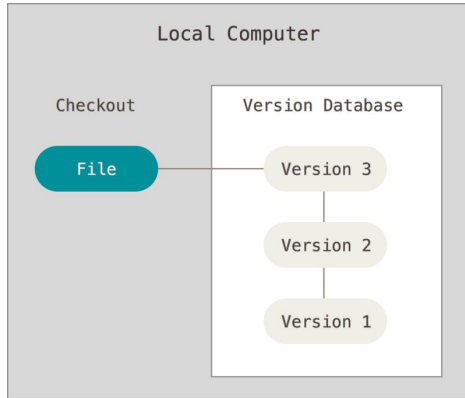 Local Computer
Checkout
Version Database
File
Version 3
Version 2
Version 1